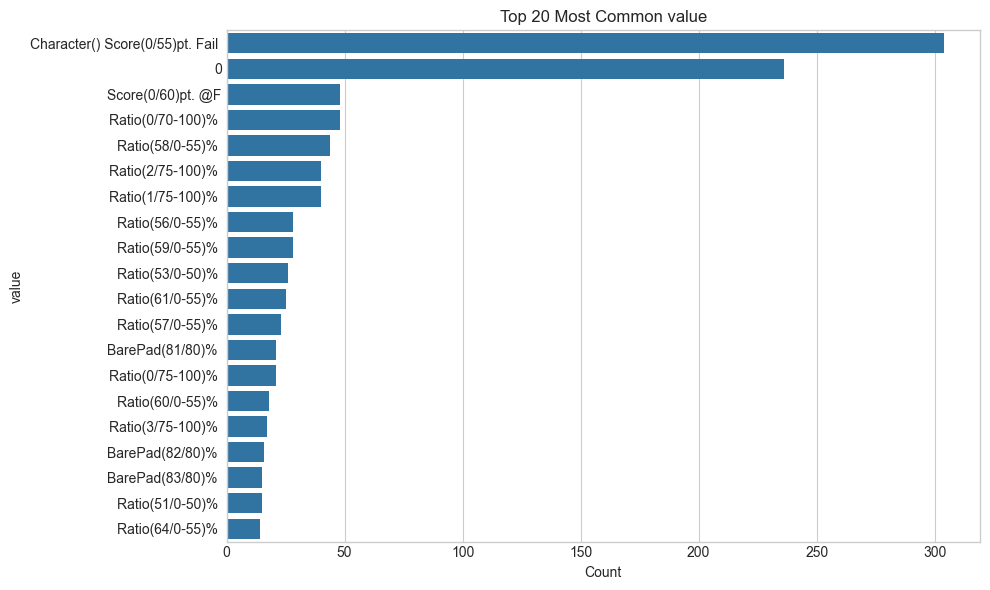 Top 20 Most Common value
Character() Score(0/55)pt. Fail
0
Score(0/60)pt. @F
Ratio(0/70-100)%
Ratio(58/0-55)%
Ratio(2/75-100)%
Ratio(1/75-100)%
Ratio(56/0-55)%
Ratio(59/0-55)%
Ratio(53/0-50)%
Ratio(61/0-55)%
Ratio(57/0-55)%
BarePad(81/80)%
Ratio(0/75-100)%
Ratio(60/0-55)%
Ratio(3/75-100)%
BarePad(82/80)%
BarePad(83/80)%
Ratio(51/0-50)%
Ratio(64/0-55)%
value
0 50 100 150 200 250 300
Count